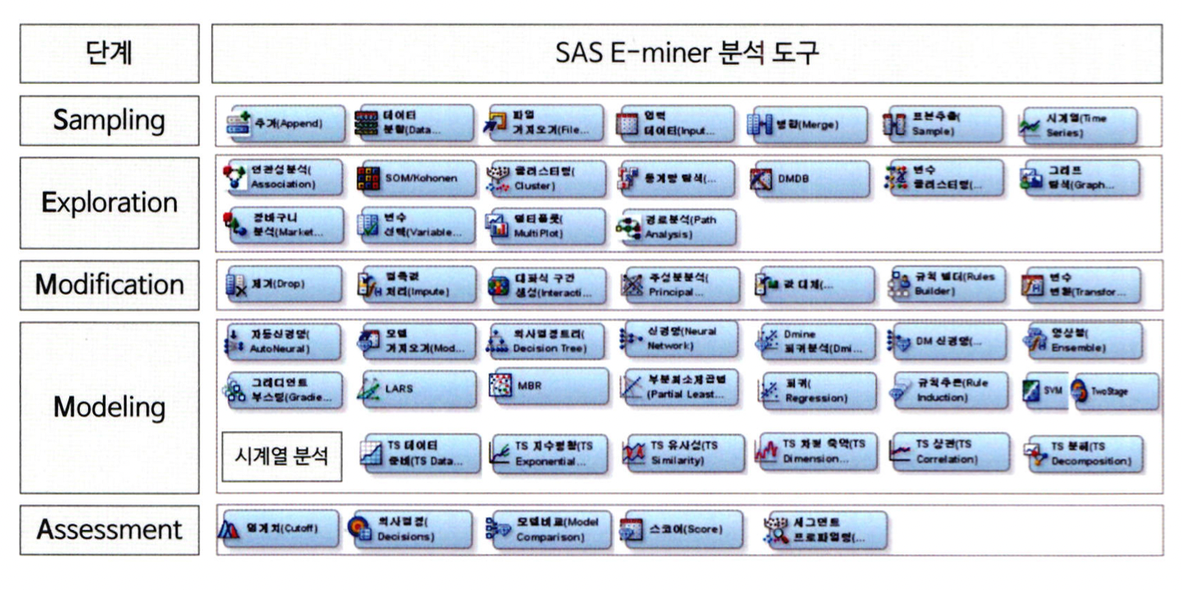 단계
SAS E-miner 분석 도구
Sampling
추가(Append)
데이터
분할(Data...
파일
가져오기(File...
입력
데이터(Input...
병합(Merge)
표본추출(
Sample)
시계열(Time
Series)
Exploration
연관성분석(
Association)
SOM/Kohonen
클러스터링(
Cluster)
통계량 탐색(...
DMDB
변수
클러스터링(...
그래프
탐색(Graph...
장바구니
분석(Market...
변수
선택(Variable...
멀티플롯(
MultiPlot)
경로분석(Path
Analysis)
Modification
제거(Drop)
결측값
처리(Impute)
대화식 구간
생성(Interacti...
주성분분석(
Principal...
값 대체(...
규칙 빌더(Rules
Builder)
변수
변환(Transfor...
Modeling
자동신경망(
AutoNeural)
모델
가져오기(Mod...
의사결정트리(
Decision Tree)
신경망(Neural
Network)
Dmine
회귀분석(Dmi...
DM 신경망(...
앙상블(
Ensemble)
그래디언트
부스팅(Gradie...
LARS
MBR
부분최소제곱법
(Partial Least...
회귀(
Regression)
규칙추론(Rule
Induction)
SVM
TwoStage
시계열 분석
TS 데이터
준비(TS Data...
TS 지수평활(TS
Exponential...
TS 유사성(TS
Similarity)
TS 차원 축약(TS
Dimension...
TS 상관(TS
Correlation)
TS 분해(TS
Decomposition)
Assessment
임계치(Cutoff)
의사결정(
Decisions)
모델비교(Model
Comparison)
스코어(Score)
세그먼트
프로파일링(...